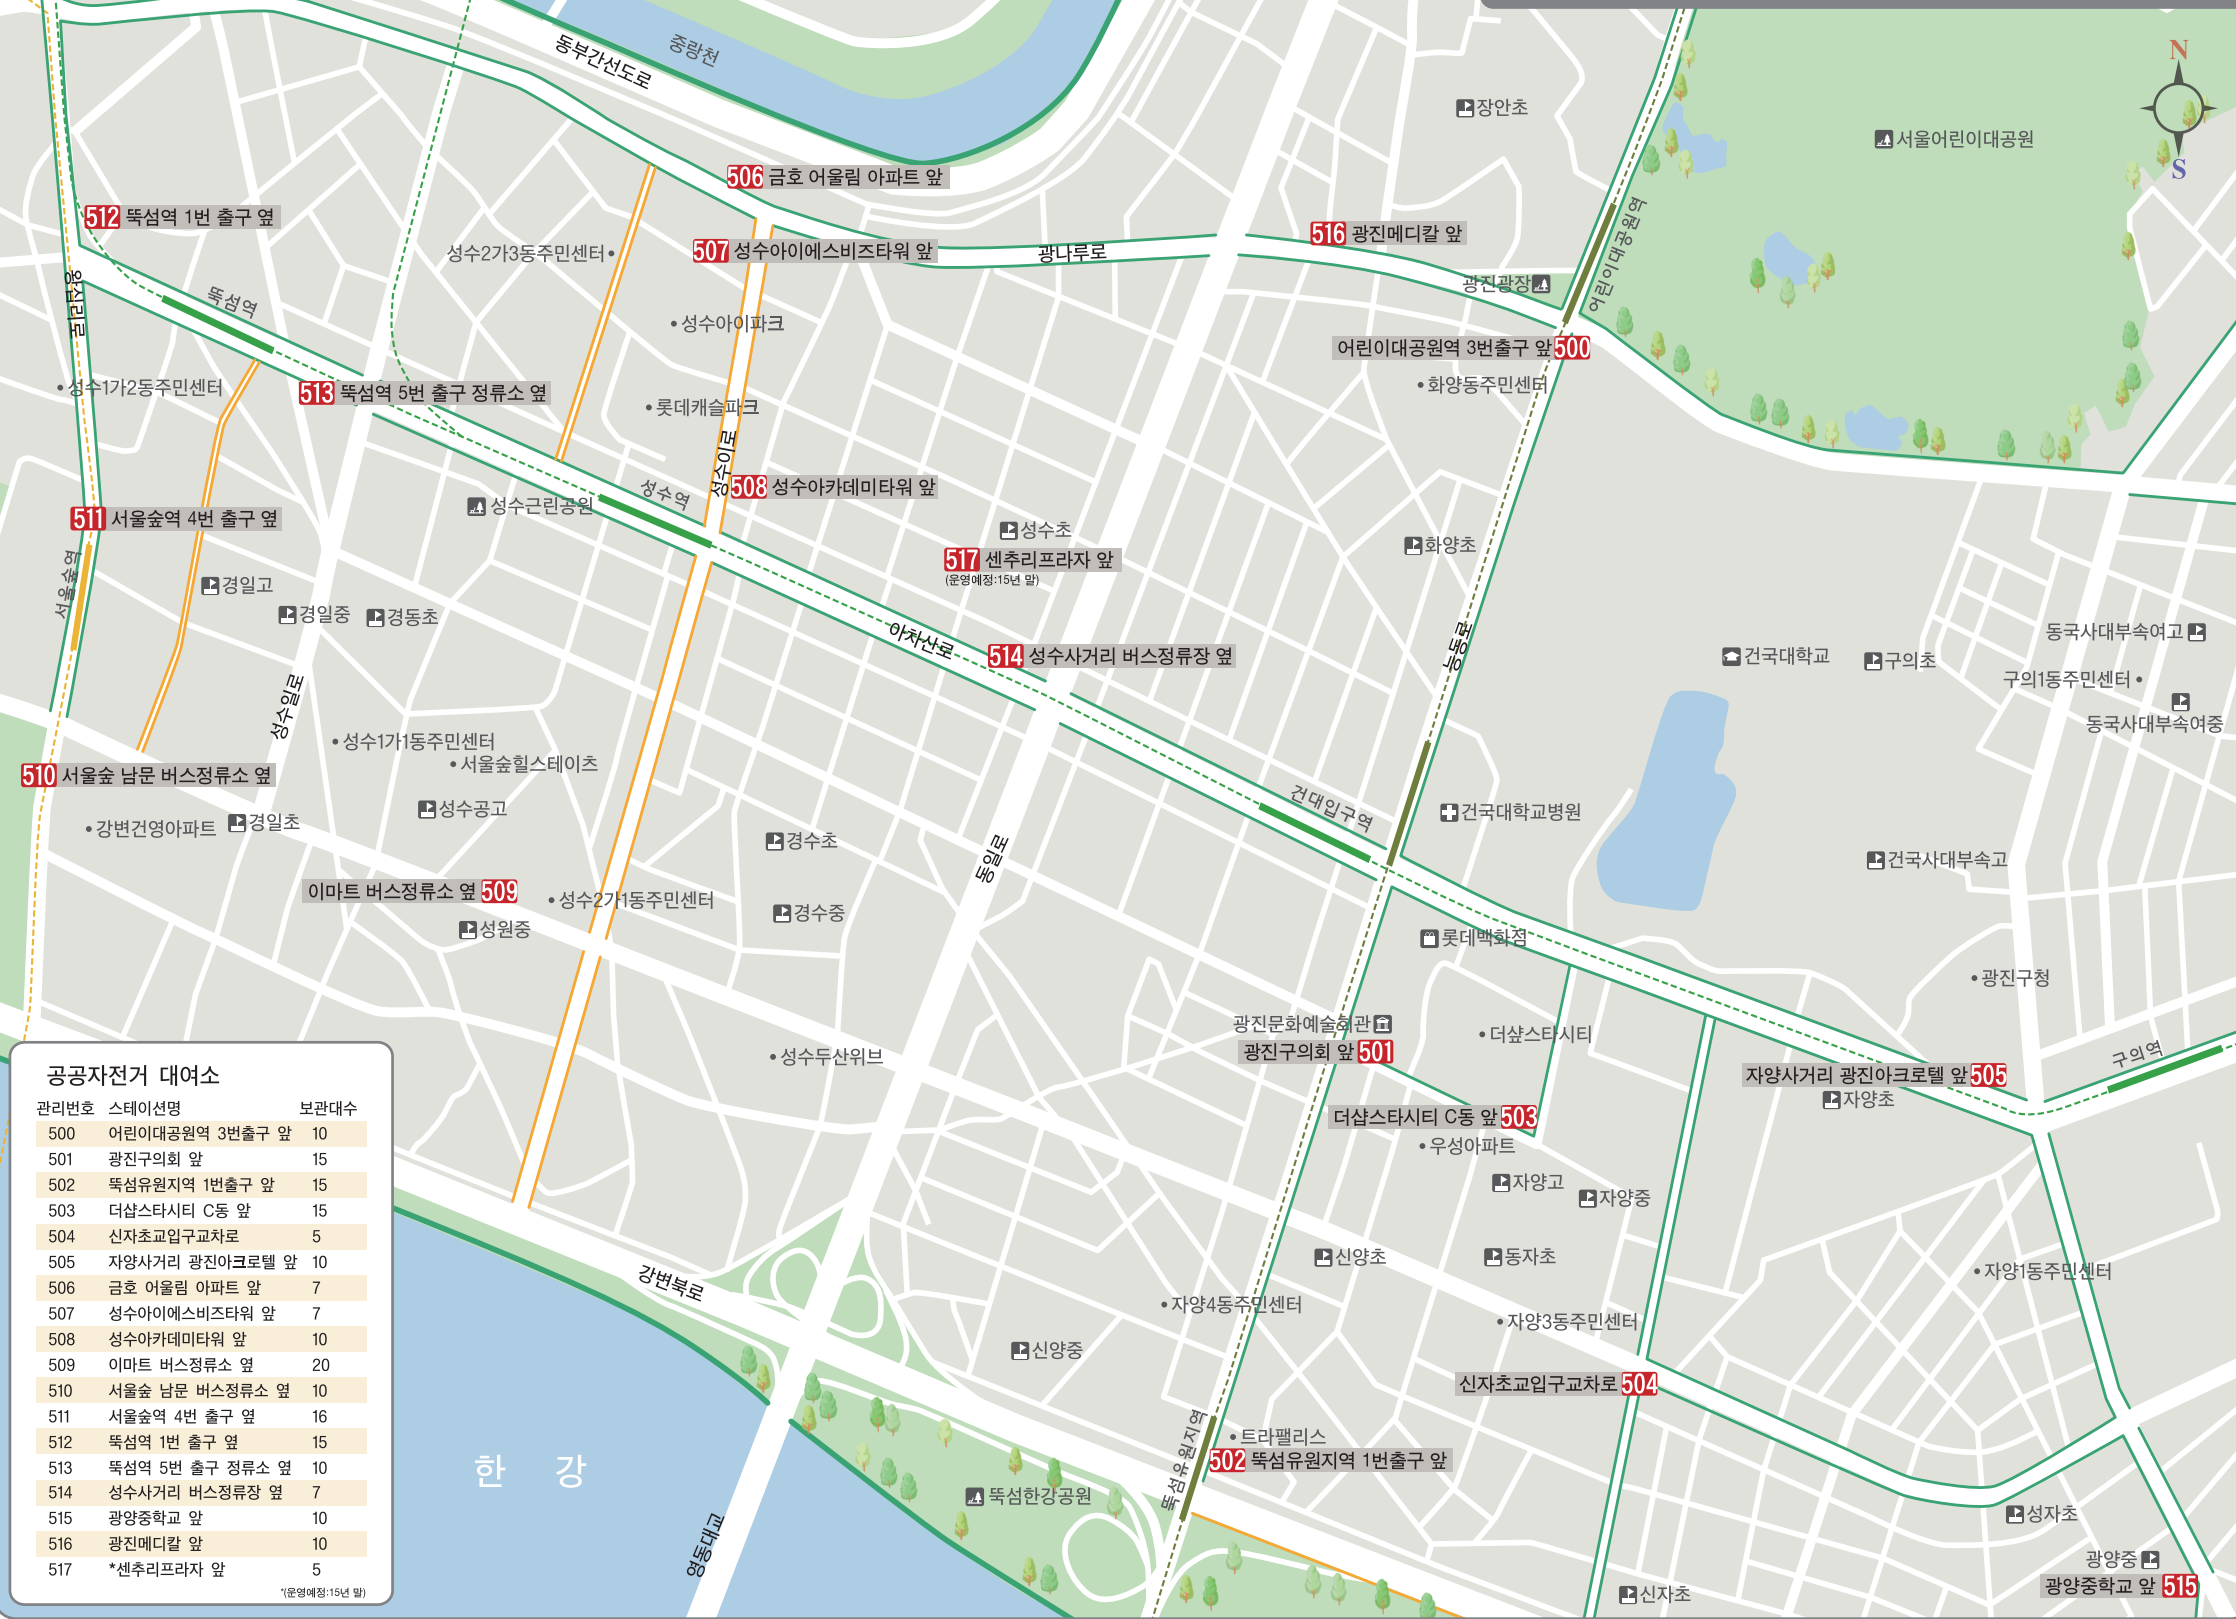 중랑천
동부간선도로
N
S
장안초
서울어린이대공원
506 금호 어울림 아파트 앞
512 뚝섬역 1번 출구 옆
507 성수아이에스비즈타워 앞
성수2가3동주민센터
광나루로
516 광진메디칼 앞
어린이대공원역
광진광장
왕십리로
뚝섬역
성수아이파크
어린이대공원역 3번출구 앞 500
화양동주민센터
성수1가2동주민센터
513 뚝섬역 5번 출구 정류소 옆
롯데캐슬파크
성수이로
508 성수아카데미타워 앞
성수역
성수근린공원
511 서울숲역 4번 출구 옆
성수초
517 센추리프라자 앞
(운영예정:15년 말)
화양초
서울숲역
경일고
경일중
경동초
아차산로
514 성수사거리 버스정류장 옆
능동로
건국대학교
구의초
동국사대부속여고
구의1동주민센터
동국사대부속여중
성수일로
성수1가1동주민센터
서울숲힐스테이츠
510 서울숲 남문 버스정류소 옆
강변건영아파트
경일초
성수공고
건대입구역
건국대학교병원
경수초
동일로
건국사대부속고
이마트 버스정류소 옆 509
성수2가1동주민센터
경수중
성원중
롯데백화점
광진구청
광진문화예술회관
더샾스타시티
광진구의회 앞 501
성수두산위브
구의역
자양사거리 광진아크로텔 앞 505
자양초
더샵스타시티 C동 앞 503
우성아파트
자양고
자양중
신양초
동자초
자양1동주민센터
강변북로
자양4동주민센터
자양3동주민센터
신양중
신자초교입구교차로 504
뚝섬유원지역
트라팰리스
502 뚝섬유원지역 1번출구 앞
한 강
뚝섬한강공원
영동대교
성자초
광양중
광양중학교 앞 515
신자초
공공자전거 대여소
관리번호 스테이션명 보관대수
500 어린이대공원역 3번출구 앞 10
501 광진구의회 앞 15
502 뚝섬유원지역 1번출구 앞 15
503 더샵스타시티 C동 앞 15
504 신자초교입구교차로 5
505 자양사거리 광진아크로텔 앞 10
506 금호 어울림 아파트 앞 7
507 성수아이에스비즈타워 앞 7
508 성수아카데미타워 앞 10
509 이마트 버스정류소 옆 20
510 서울숲 남문 버스정류소 옆 10
511 서울숲역 4번 출구 옆 16
512 뚝섬역 1번 출구 옆 15
513 뚝섬역 5번 출구 정류소 옆 10
514 성수사거리 버스정류장 옆 7
515 광양중학교 앞 10
516 광진메디칼 앞 10
517 *센추리프라자 앞 5
*(운영예정:15년 말)